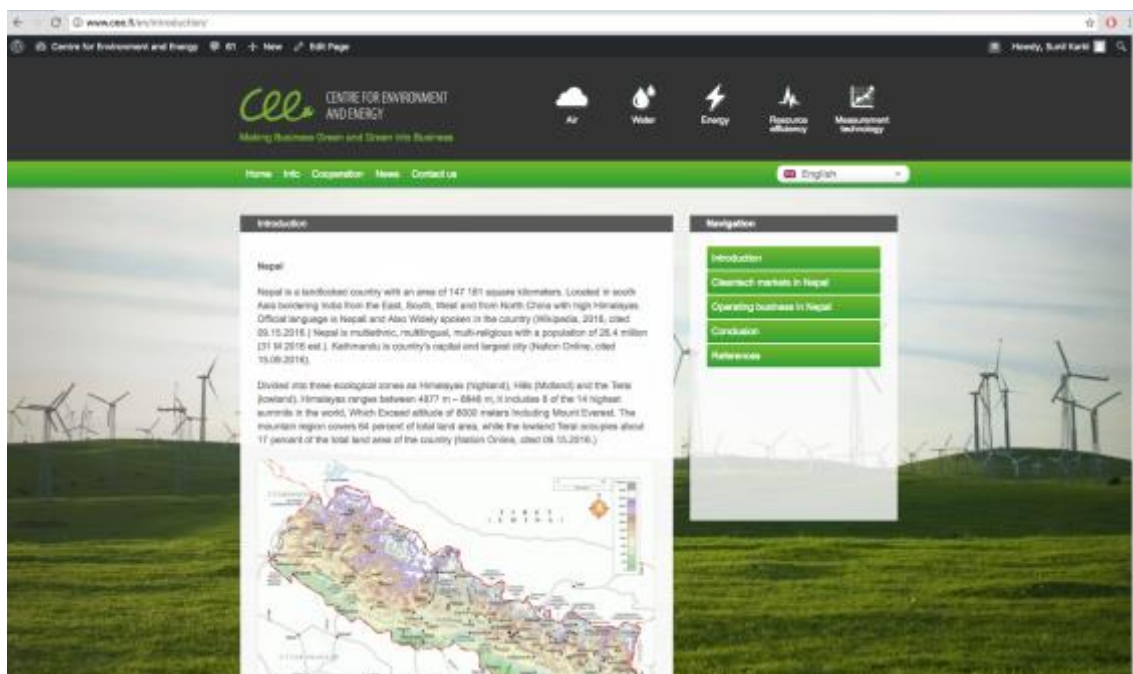 www.cee.fi/en/introduction/
Centre for Environment and Energy 61 + New Edit Page
Howdy, Sunil Karki
cee
CENTRE FOR ENVIRONMENT
AND ENERGY
Making Business Green and Green into Business
Air
Water
Energy
Resource
efficiency
Measurement
technology
Home Info Cooperation News Contact us
English
Introduction
Nepal
Nepal is a landlocked country with an area of 147 181 square kilometers. Located in south
Asia bordering India from the East, South, West and from North China with high Himalayas.
Official language is Nepali and Also Widely spoken in the country (Wikipedia, 2016, cited
09.15.2016.) Nepal is multiethnic, multilingual, multi-religious with a population of 28.4 million
(31 M 2016 est.). Kathmandu is country's capital and largest city (Nation Online, cited
15.09.2016).
Divided into three ecological zones as Himalayas (highland), Hills (Midland) and the Terai
(lowland). Himalayas ranges between 4877 m – 8848 m, it includes 8 of the 14 highest
summits in the world, Which Exceed altitude of 8000 meters Including Mount Everest. The
mountain region covers 64 percent of total land area, while the lowland Terai occupies about
17 percent of the total land area of the country (Nation Online, cited 09.15.2016.)
Navigation
Introduction
Cleantech markets in Nepal
Operating business in Nepal
Conclusion
References